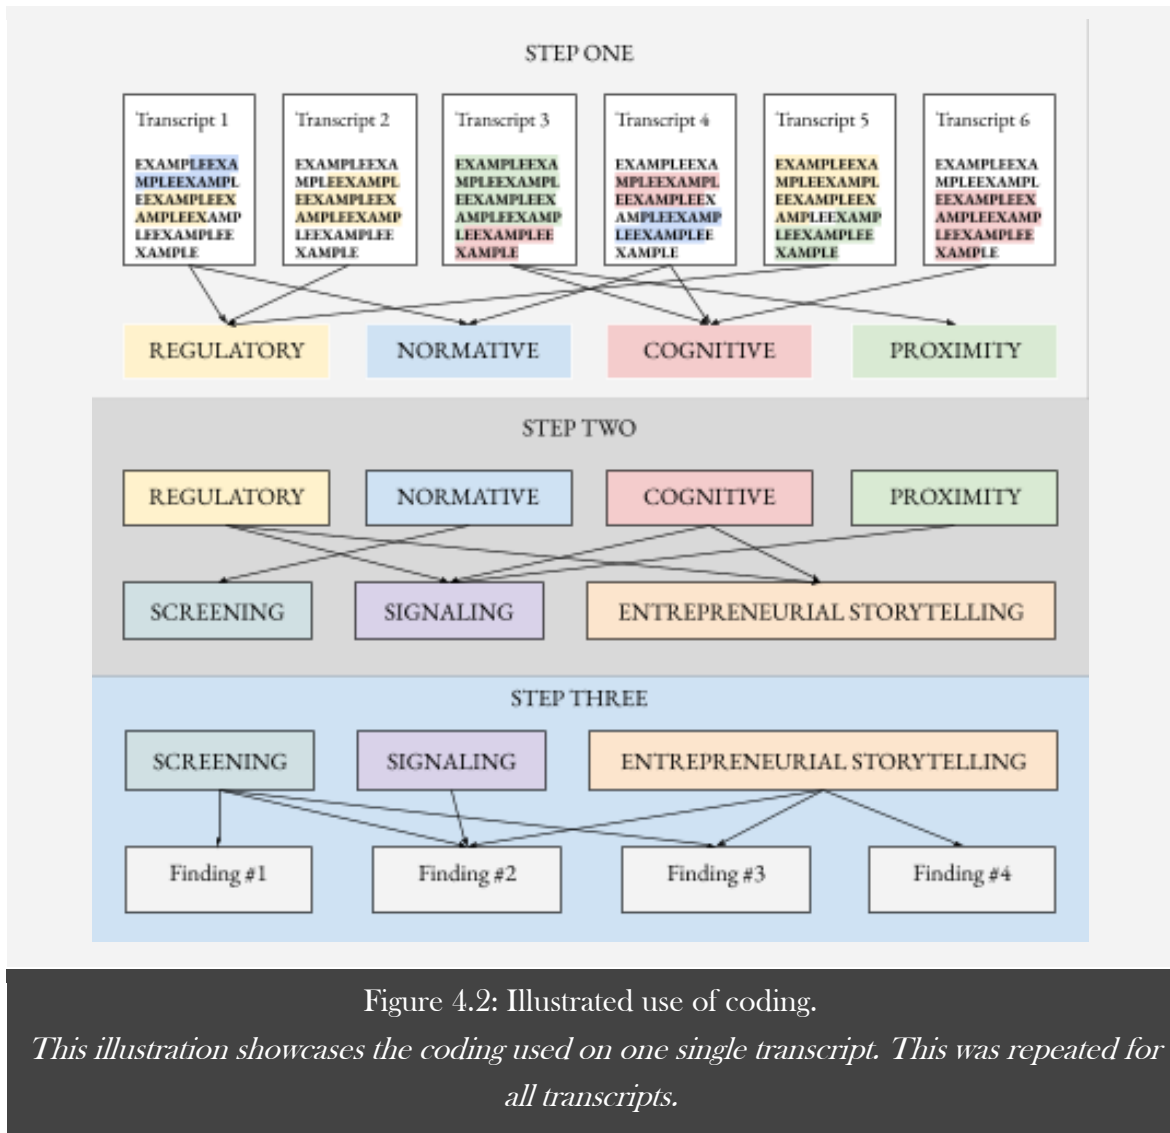 STEP ONE
Transcript 1
EXAMPLEEXA
MPLEEXAMPL
EEXAMPLEEX
AMPLEEXAMP
LEEXAMPLEE
XAMPLE
Transcript 2
EXAMPLEEXA
MPLEEXAMPL
EEXAMPLEEX
AMPLEEXAMP
LEEXAMPLEE
XAMPLE
Transcript 3
EXAMPLEEXA
MPLEEXAMPL
EEXAMPLEEX
AMPLEEXAMP
LEEXAMPLEE
XAMPLE
Transcript 4
EXAMPLEEXA
MPLEEXAMPL
EEXAMPLEEX
AMPLEEXAMP
LEEXAMPLEE
XAMPLE
Transcript 5
EXAMPLEEXA
MPLEEXAMPL
EEXAMPLEEX
AMPLEEXAMP
LEEXAMPLEE
XAMPLE
Transcript 6
EXAMPLEEXA
MPLEEXAMPL
EEXAMPLEEX
AMPLEEXAMP
LEEXAMPLEE
XAMPLE
REGULATORY
NORMATIVE
COGNITIVE
PROXIMITY
STEP TWO
REGULATORY
NORMATIVE
COGNITIVE
PROXIMITY
SCREENING
SIGNALING
ENTREPRENEURIAL STORYTELLING
STEP THREE
SCREENING
SIGNALING
ENTREPRENEURIAL STORYTELLING
Finding #1
Finding #2
Finding #3
Finding #4
Figure 4.2: Illustrated use of coding.
This illustration showcases the coding used on one single transcript. This was repeated for
all transcripts.